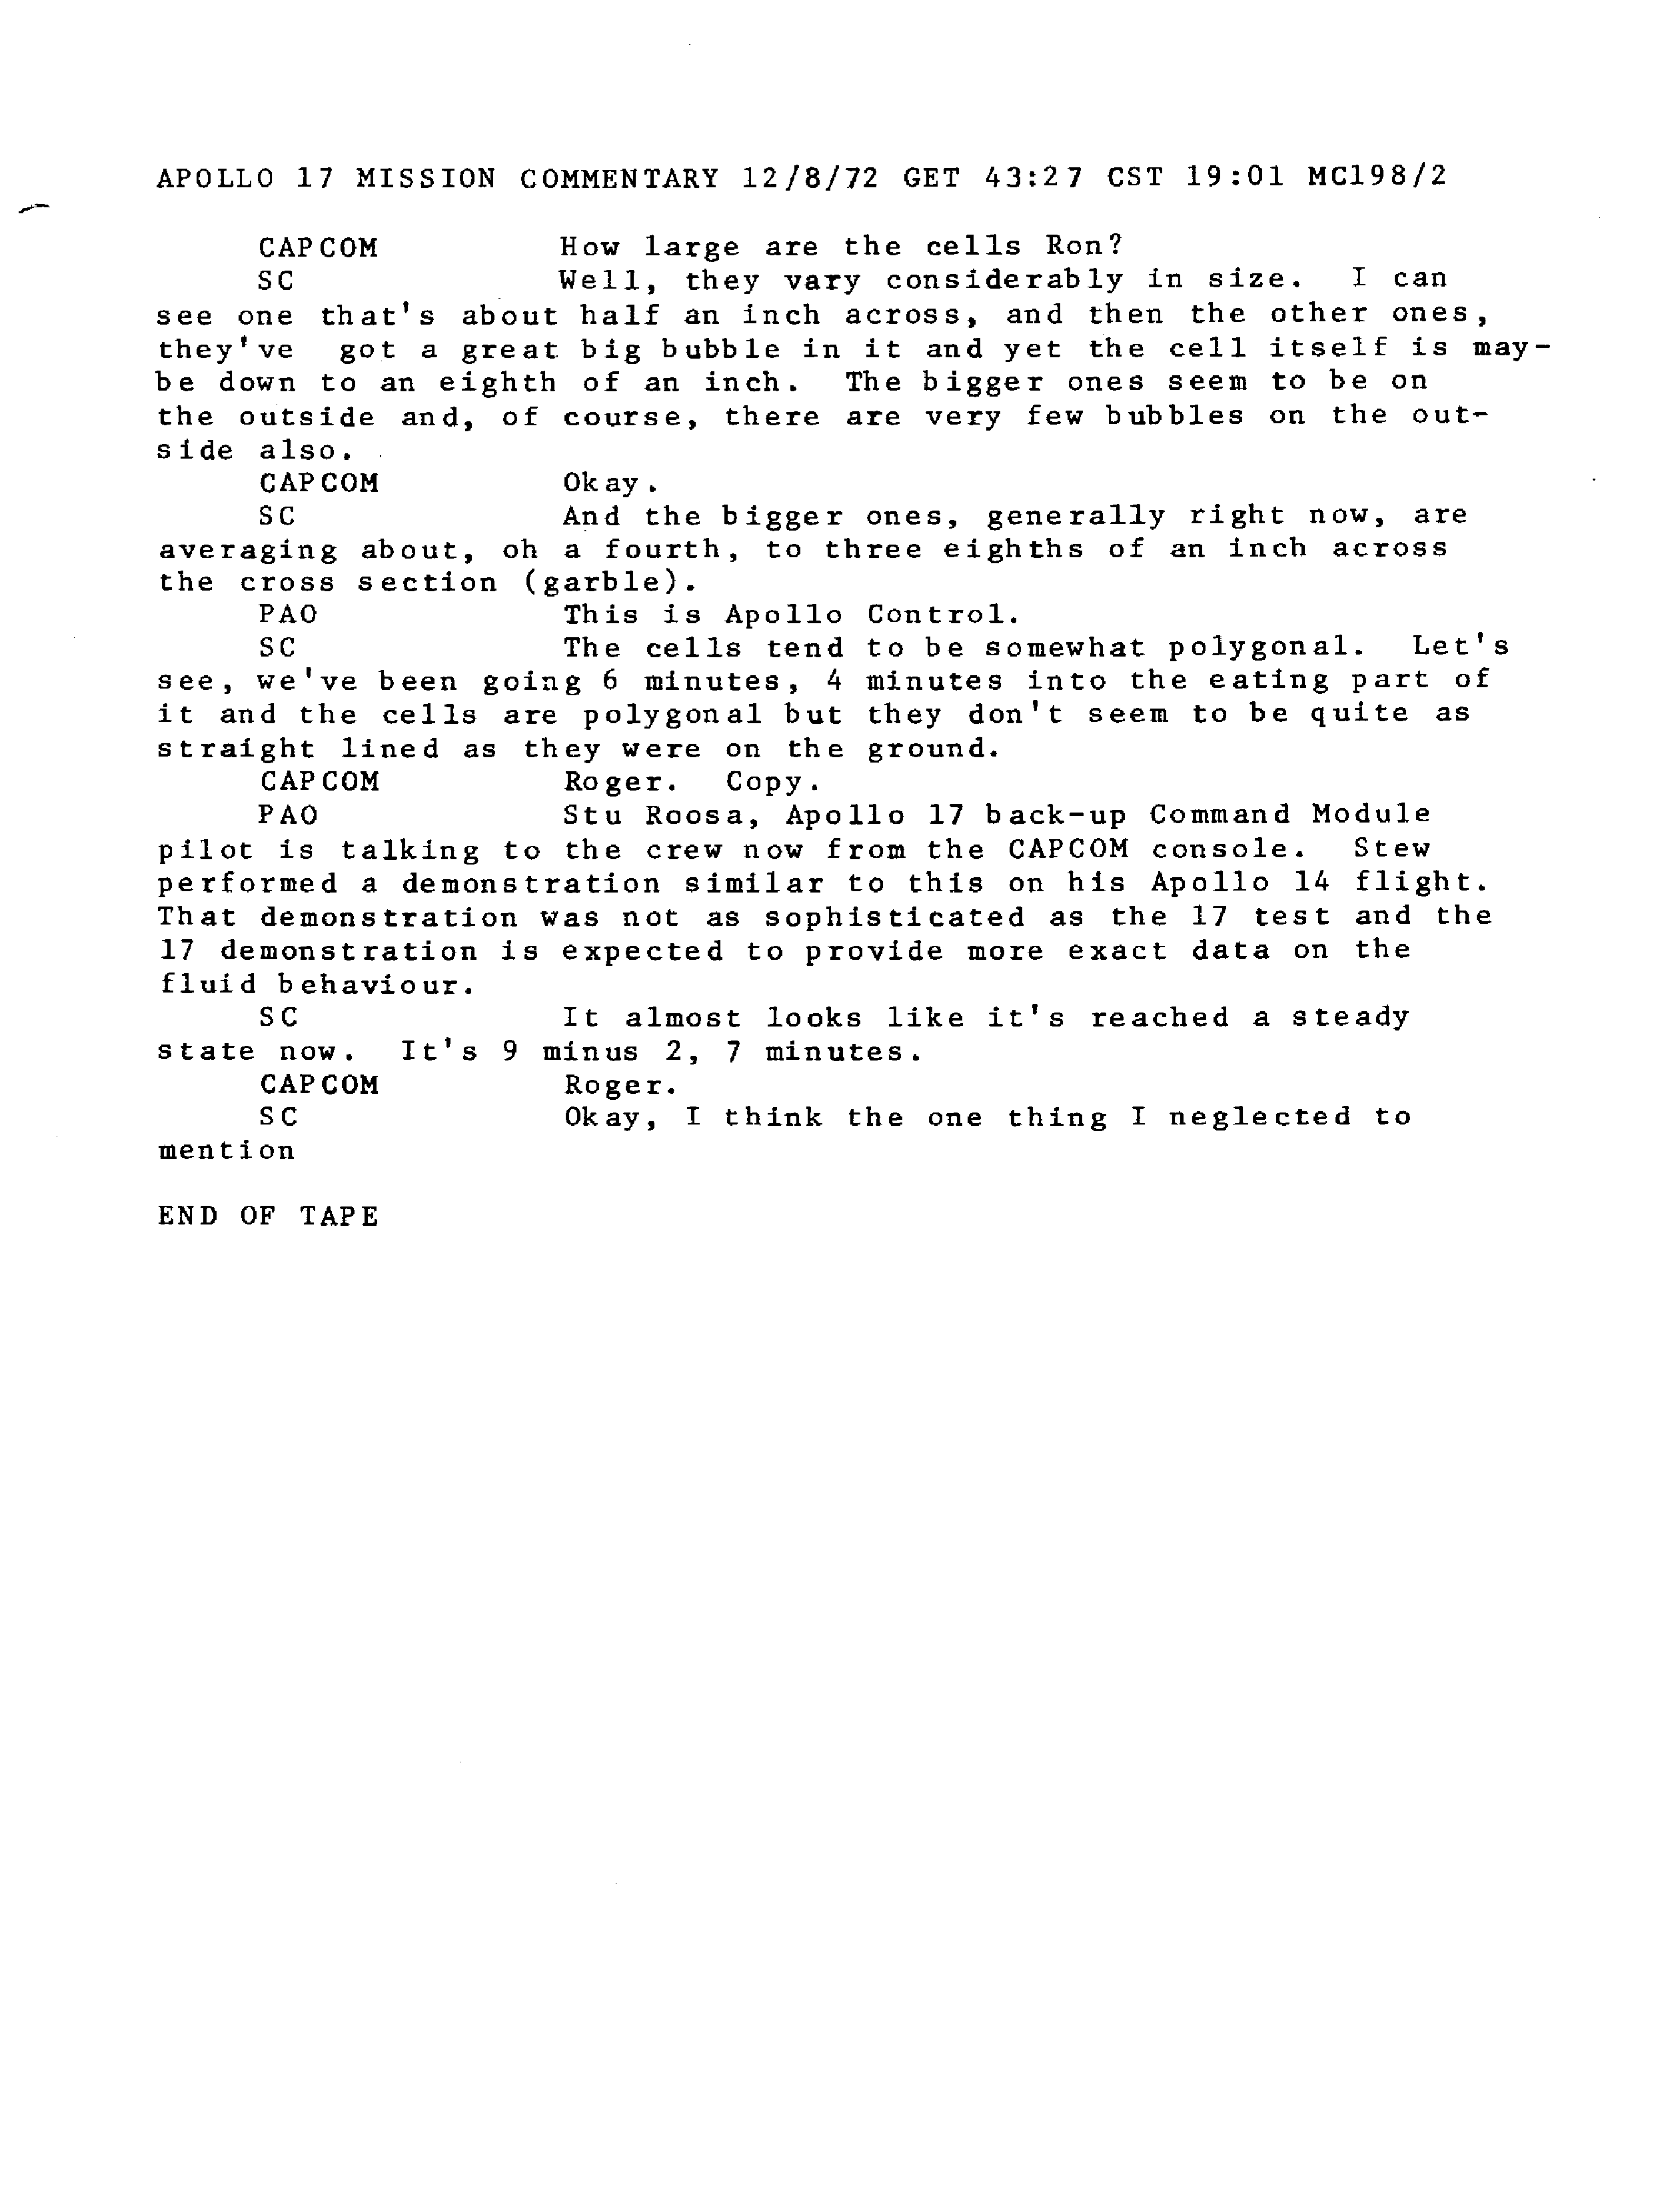 APOLLO 17 MISSION COMMENTARY 12/8/72 GET 43:27 CST 19:01 MC198/2
CAPCOM How large are the cells Ron?
SC Well, they vary considerably in size. I can
see one that's about half an inch across, and then the other ones,
they've got a great big bubble in it and yet the cell itself is may-
be down to an eighth of an inch. The bigger ones seem to be on
the outside and, of course, there are very few bubbles on the out-
side also.
CAPCOM Okay.
SC And the bigger ones, generally right now, are
averaging about, oh a fourth, to three eighths of an inch across
the cross section (garble).
PAO This is Apollo Control.
SC The cells tend to be somewhat polygonal. Let's
see, we've been going 6 minutes, 4 minutes into the eating part of
it and the cells are polygonal but they don't seem to be quite as
straight lined as they were on the ground.
CAPCOM Roger. Copy.
PAO Stu Roosa, Apollo 17 back-up Command Module
pilot is talking to the crew now from the CAPCOM console. Stew
performed a demonstration similar to this on his Apollo 14 flight.
That demonstration was not as sophisticated as the 17 test and the
17 demonstration is expected to provide more exact data on the
fluid behaviour.
SC It almost looks like it's reached a steady
state now. It's 9 minus 2, 7 minutes.
CAPCOM Roger.
SC Okay, I think the one thing I neglected to
mention
END OF TAPE